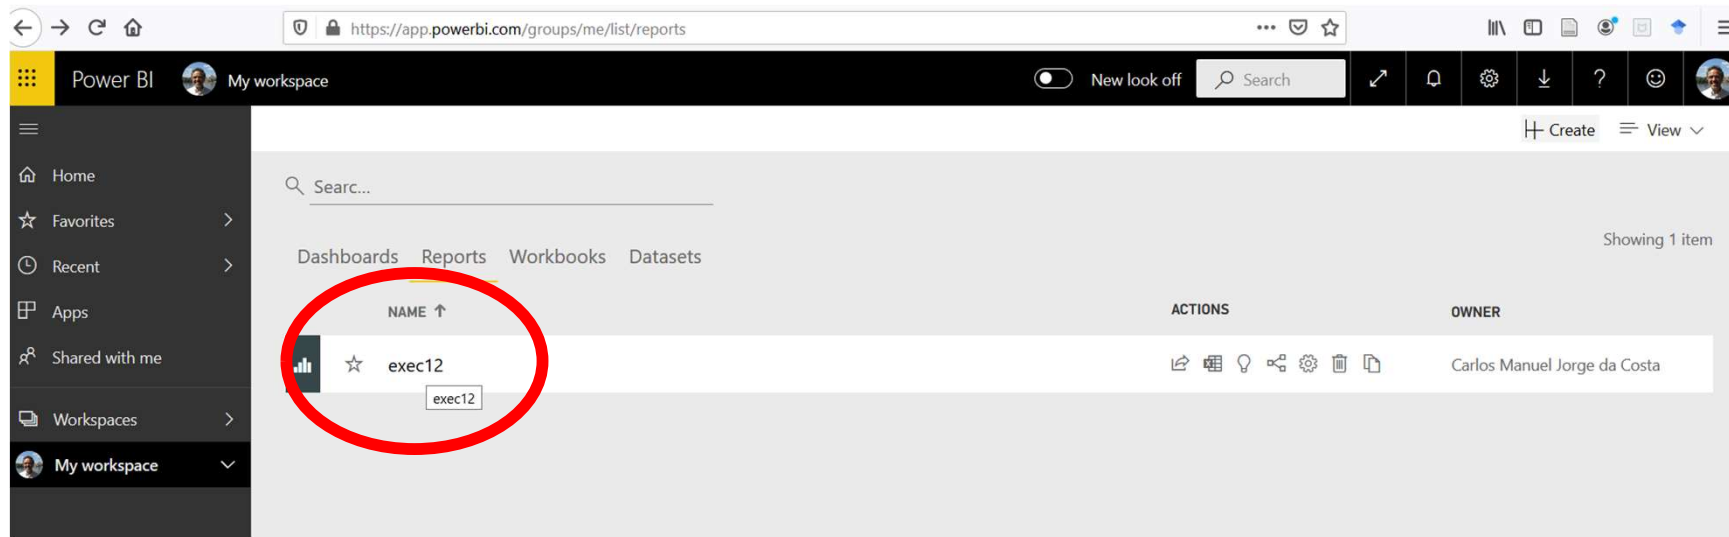 https://app.powerbi.com/groups/me/list/reports
Power BI My workspace New look off Search ?
Create View
Home
Searc...
Favorites
Showing 1 item
Recent
Dashboards Reports Workbooks Datasets
Apps
NAME ACTIONS OWNER
Shared with me
exec12 Carlos Manuel Jorge da Costa
exec12
Workspaces
My workspace